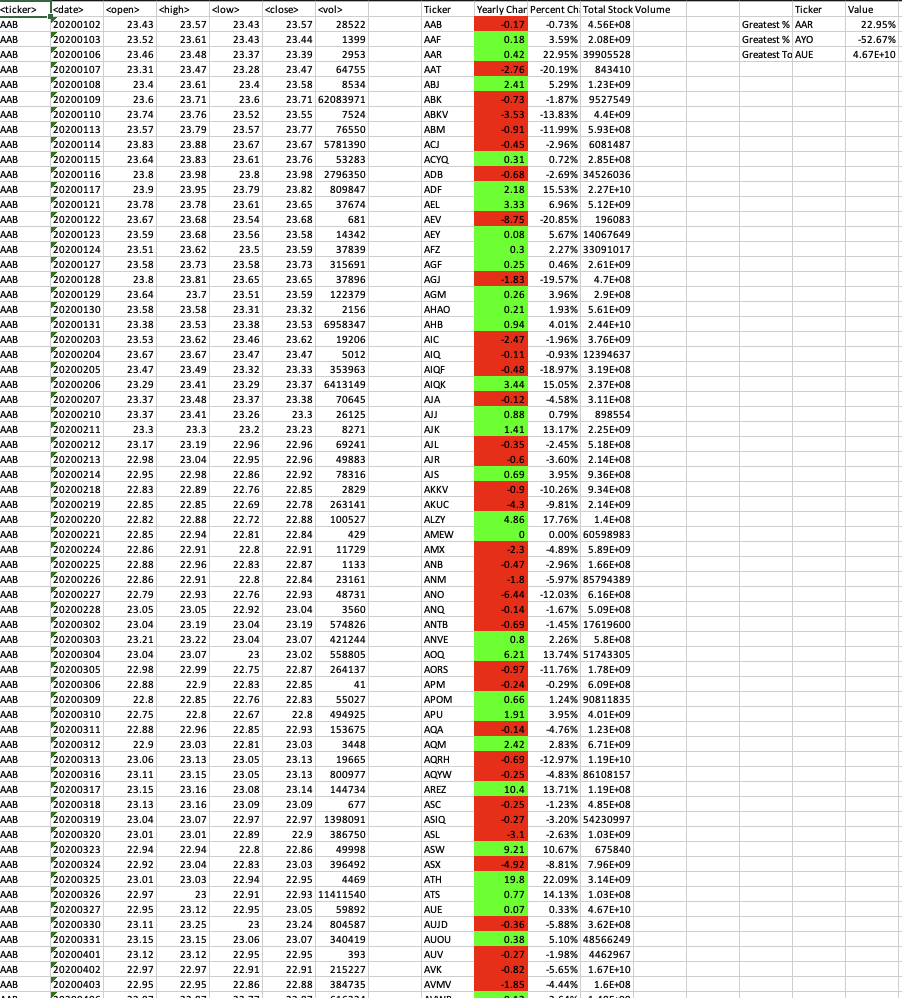 <ticker> <date> <open> <high> <low> <close> <vol> Ticker Yearly Char Percent Ch Total Stock Volume Ticker Value
AAB 20200102 23.43 23.57 23.43 23.57 28522 AAB -0.17 -0.73% 4.56E+08 Greatest % AAR 22.95%
AAB 20200103 23.52 23.61 23.43 23.44 1399 AAF 0.18 3.59% 2.08E+09 Greatest % AYO -52.67%
AAB 20200106 23.46 23.48 23.37 23.39 2953 AAR 0.42 22.95% 39905528 Greatest To AUE 4.67E+10
AAB 20200107 23.31 23.47 23.28 23.47 64755 AAT -2.76 -20.19% 843410
AAB 20200108 23.4 23.61 23.4 23.58 8534 ABJ 2.41 5.29% 1.23E+09
AAB 20200109 23.6 23.71 23.6 23.71 62083971 ABK -0.73 -1.87% 9527549
AAB 20200110 23.74 23.76 23.52 23.55 7524 ABKV -3.53 -13.83% 4.4E+09
AAB 20200113 23.57 23.79 23.57 23.77 76550 ABM -0.91 -11.99% 5.93E+08
AAB 20200114 23.83 23.88 23.67 23.67 5781390 ACJ -0.45 -2.96% 6081487
AAB 20200115 23.64 23.83 23.61 23.76 53283 ACYQ 0.31 0.72% 2.85E+08
AAB 20200116 23.8 23.98 23.8 23.98 2796350 ADB -0.68 -2.69% 34526036
AAB 20200117 23.9 23.95 23.79 23.82 809847 ADF 2.18 15.53% 2.27E+10
AAB 20200121 23.78 23.78 23.61 23.65 37674 AEL 3.33 6.96% 5.12E+09
AAB 20200122 23.67 23.68 23.54 23.68 681 AEV -8.75 -20.85% 196083
AAB 20200123 23.59 23.68 23.56 23.58 14342 AEY 0.08 5.67% 14067649
AAB 20200124 23.51 23.62 23.5 23.59 37839 AFZ 0.3 2.27% 33091017
AAB 20200127 23.58 23.73 23.58 23.73 315691 AGF 0.25 0.46% 2.61E+09
AAB 20200128 23.8 23.81 23.65 23.65 37896 AGJ -1.83 -19.57% 4.7E+08
AAB 20200129 23.64 23.7 23.51 23.59 122379 AGM 0.26 3.96% 2.9E+08
AAB 20200130 23.58 23.58 23.31 23.32 2156 AHAO 0.21 1.93% 5.61E+09
AAB 20200131 23.38 23.53 23.38 23.53 6958347 AHB 0.94 4.01% 2.44E+10
AAB 20200203 23.53 23.62 23.46 23.62 19206 AIC -2.47 -1.96% 3.76E+09
AAB 20200204 23.67 23.67 23.47 23.47 5012 AIQ -0.11 -0.93% 12394637
AAB 20200205 23.47 23.49 23.32 23.33 353963 AIQF -0.48 -18.97% 3.19E+08
AAB 20200206 23.29 23.41 23.29 23.37 6413149 AIQK 3.44 15.05% 2.37E+08
AAB 20200207 23.37 23.48 23.37 23.38 70645 AJA -0.12 -4.58% 3.11E+08
AAB 20200210 23.37 23.41 23.26 23.3 26125 AJJ 0.88 0.79% 898554
AAB 20200211 23.3 23.3 23.2 23.23 8271 AJK 1.41 13.17% 2.25E+09
AAB 20200212 23.17 23.19 22.96 22.96 69241 AJL -0.35 -2.45% 5.18E+08
AAB 20200213 22.98 23.04 22.95 22.96 49883 AJR -0.6 -3.60% 2.14E+08
AAB 20200214 22.95 22.98 22.86 22.92 78316 AJS 0.69 3.95% 9.36E+08
AAB 20200218 22.83 22.89 22.76 22.85 2829 AKKV -0.9 -10.26% 9.34E+08
AAB 20200219 22.85 22.85 22.69 22.78 263141 AKUC -4.3 -9.81% 2.14E+09
AAB 20200220 22.82 22.88 22.72 22.88 100527 ALZY 4.86 17.76% 1.4E+08
AAB 20200221 22.85 22.94 22.81 22.84 429 AMEW 0 0.00% 60598983
AAB 20200224 22.86 22.91 22.8 22.91 11729 AMX -2.3 -4.89% 5.89E+09
AAB 20200225 22.88 22.96 22.83 22.87 1133 ANB -0.47 -2.96% 1.66E+08
AAB 20200226 22.86 22.91 22.8 22.84 23161 ANM -1.8 -5.97% 85794389
AAB 20200227 22.79 22.93 22.76 22.93 48731 ANO -6.44 -12.03% 6.16E+08
AAB 20200228 23.05 23.05 22.92 23.04 3560 ANQ -0.14 -1.67% 5.09E+08
AAB 20200302 23.04 23.19 23.04 23.19 574826 ANTB -0.69 -1.45% 17619600
AAB 20200303 23.21 23.22 23.04 23.07 421244 ANVE 0.8 2.26% 5.8E+08
AAB 20200304 23.04 23.07 23 23.02 558805 AOQ 6.21 13.74% 51743305
AAB 20200305 22.98 22.99 22.75 22.87 264137 AORS -0.97 -11.76% 1.78E+09
AAB 20200306 22.88 22.9 22.83 22.85 41 APM -0.24 -0.29% 6.09E+08
AAB 20200309 22.8 22.85 22.76 22.83 55027 APOM 0.66 1.24% 90811835
AAB 20200310 22.75 22.8 22.67 22.8 494925 APU 1.91 3.95% 4.01E+09
AAB 20200311 22.88 22.96 22.85 22.93 153675 AQA -0.14 -4.76% 1.23E+08
AAB 20200312 22.9 23.03 22.81 23.03 3448 AQM 2.42 2.83% 6.71E+09
AAB 20200313 23.06 23.13 23.05 23.13 19665 AQRH -0.69 -12.97% 1.19E+10
AAB 20200316 23.11 23.15 23.05 23.13 800977 AQYW -0.25 -4.83% 86108157
AAB 20200317 23.15 23.16 23.08 23.14 144734 AREZ 10.4 13.71% 1.19E+08
AAB 20200318 23.13 23.16 23.09 23.09 677 ASC -0.25 -1.23% 4.85E+08
AAB 20200319 23.04 23.07 22.97 22.97 1398091 ASIQ -0.27 -3.20% 54230997
AAB 20200320 23.01 23.01 22.89 22.9 386750 ASL -3.1 -2.63% 1.03E+09
AAB 20200323 22.94 22.94 22.8 22.86 49998 ASW 9.21 10.67% 675840
AAB 20200324 22.92 23.04 22.83 23.03 396492 ASX -4.92 -8.81% 7.96E+09
AAB 20200325 23.01 23.03 22.94 22.95 4469 ATH 19.8 22.09% 3.14E+09
AAB 20200326 22.97 23 22.91 22.93 11411540 ATS 0.77 14.13% 1.03E+08
AAB 20200327 22.95 23.12 22.95 23.05 59892 AUE 0.07 0.33% 4.67E+10
AAB 20200330 23.11 23.25 23 23.24 804587 AUJD -0.36 -5.88% 3.62E+08
AAB 20200331 23.15 23.15 23.06 23.07 340419 AUOU 0.38 5.10% 48566249
AAB 20200401 23.12 23.12 22.95 22.95 393 AUV -0.27 -1.98% 4462967
AAB 20200402 22.97 22.97 22.91 22.91 215227 AVK -0.82 -5.65% 1.67E+10
AAB 20200403 22.95 22.95 22.86 22.88 384735 AVMV -1.85 -4.44% 1.6E+08